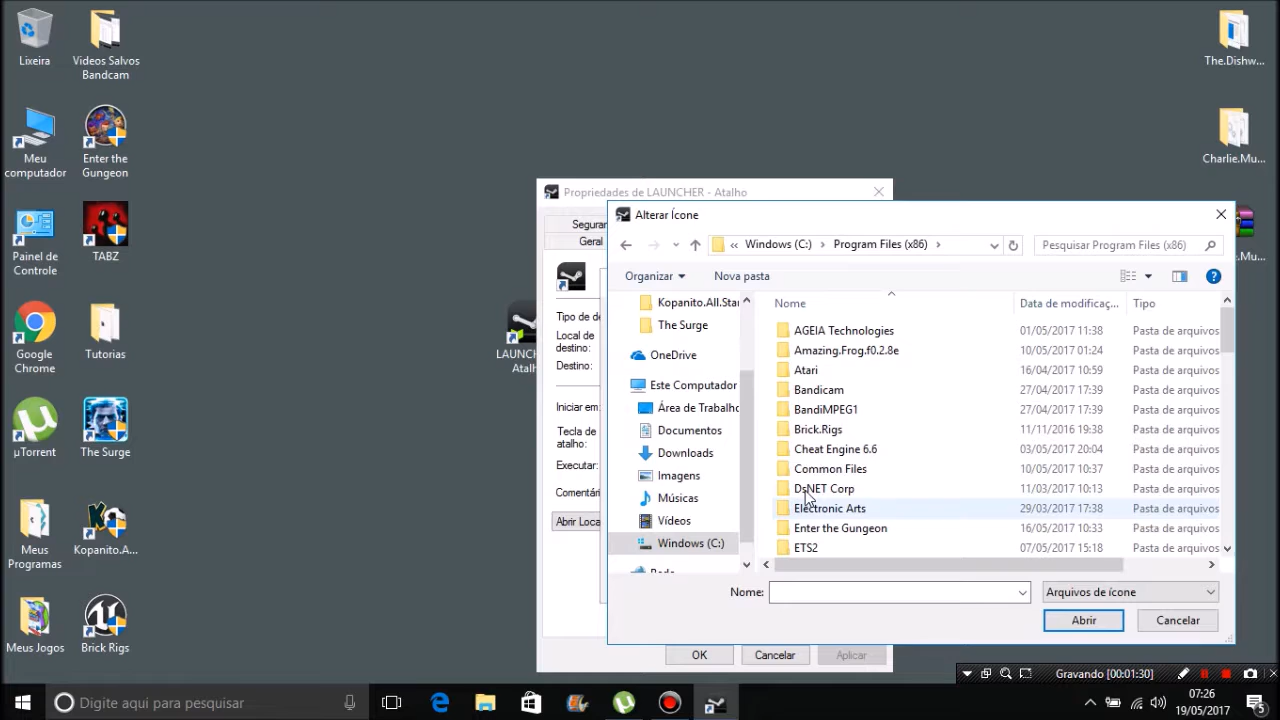 Lixeira
Videos Salvos
Bandcam
Meu
computador
Enter the
Gungeon
Painel de
Controle
TABZ
Google
Chrome
Tutorias
µTorrent
The Surge
Meus
Programas
Kopanito.A...
Meus Jogos
Brick Rigs
The.Dishw...
Charlie.Mu...
e.Mu...
LAUNCH
Atalh
Propriedades de LAUNCHER - Atalho
Segurar
Geral
Tipo de de
Local de
destino:
Destino:
Iniciar em:
Tecla de
atalho:
Executar:
Comentári
Abrir Loca
OK
Cancelar
Aplicar
Alterar Ícone
« Windows (C:) › Program Files (x86) ›
Pesquisar Program Files (x86)
Organizar
Nova pasta
Kopanito.All.Star
The Surge
OneDrive
Este Computador
Área de Trabalho
Documentos
Downloads
Imagens
Músicas
Vídeos
Windows (C:)
Nome
Data de modificaç...
Tipo
AGEIA Technologies 01/05/2017 11:38 Pasta de arquivos
Amazing.Frog.f0.2.8e 10/05/2017 01:24 Pasta de arquivos
Atari 16/04/2017 10:59 Pasta de arquivos
Bandicam 27/04/2017 17:39 Pasta de arquivos
BandiMPEG1 27/04/2017 17:39 Pasta de arquivos
Brick.Rigs 11/11/2016 19:38 Pasta de arquivos
Cheat Engine 6.6 03/05/2017 20:04 Pasta de arquivos
Common Files 10/05/2017 10:37 Pasta de arquivos
DsNET Corp 11/03/2017 10:13 Pasta de arquivos
Electronic Arts 29/03/2017 17:38 Pasta de arquivos
Enter the Gungeon 16/05/2017 10:33 Pasta de arquivos
ETS2 07/05/2017 15:18 Pasta de arquivos
Nome:
Arquivos de ícone
Abrir
Cancelar
Gravando [00:01:30]
Digite aqui para pesquisar
07:26
19/05/2017
5